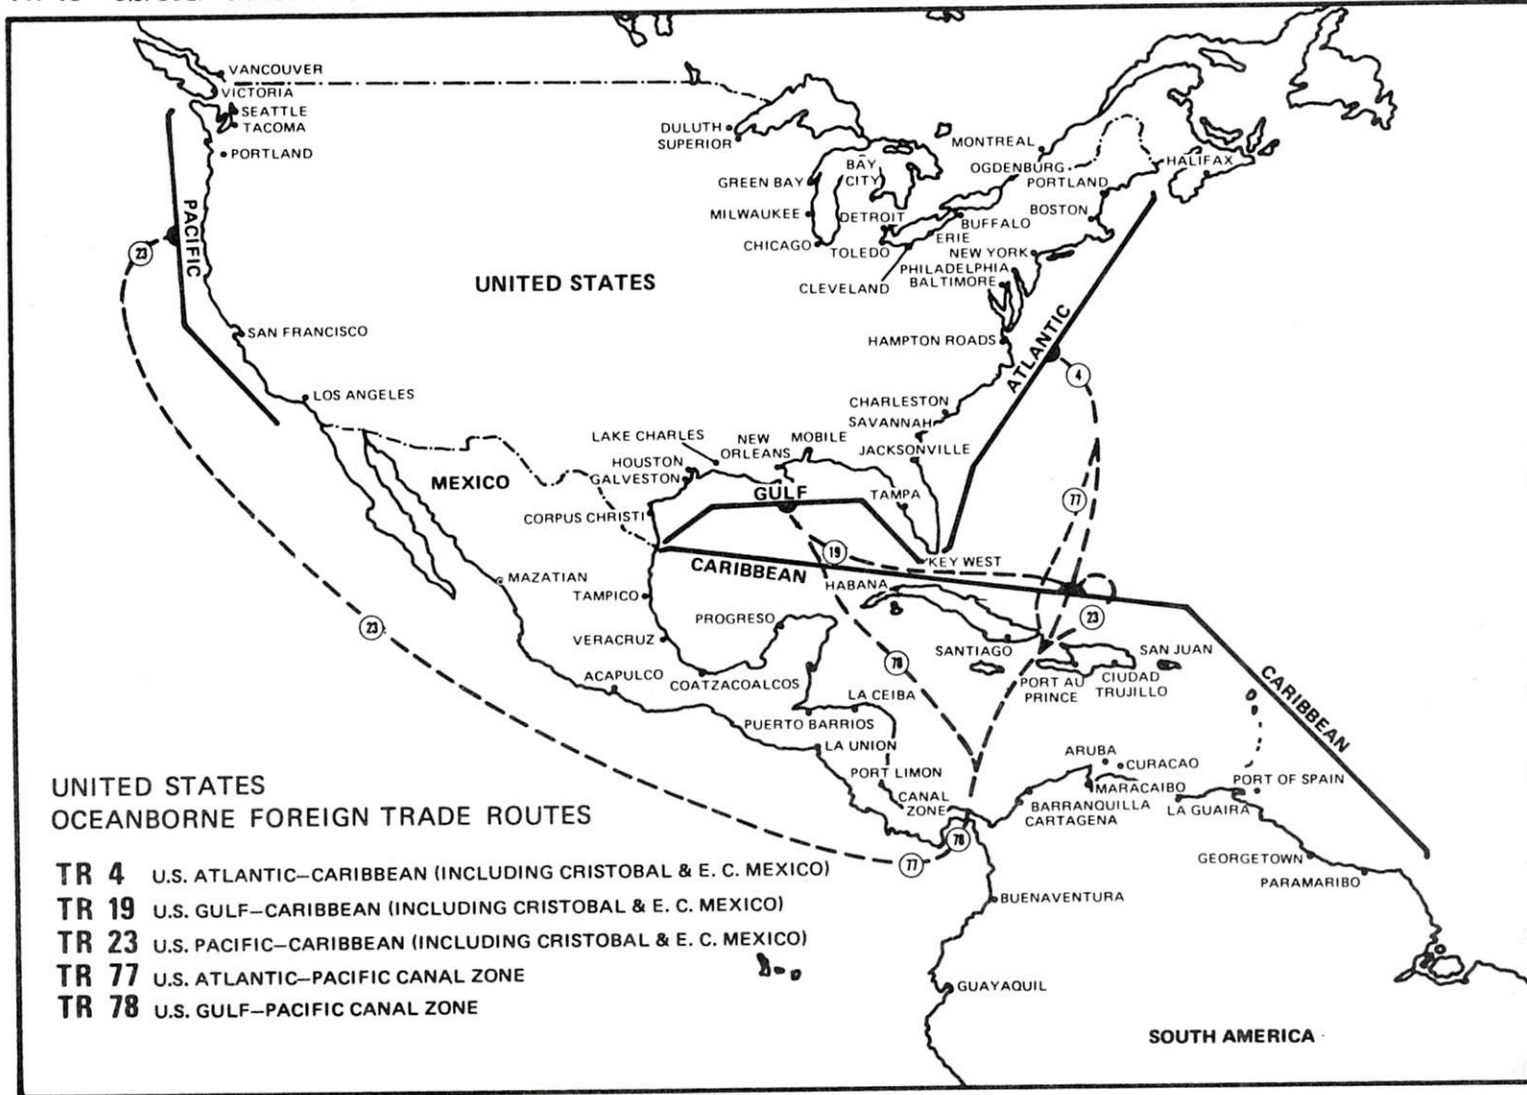 VANCOUVER
VICTORIA
SEATTLE
TACOMA
PORTLAND
PACIFIC
23
SAN FRANCISCO
LOS ANGELES
UNITED STATES
DULUTH
SUPERIOR
GREEN BAY
BAY
CITY
MILWAUKEE
CHICAGO
DETROIT
TOLEDO
CLEVELAND
ERIE
BUFFALO
MONTREAL
OGDENBURG
PORTLAND
HALIFAX
BOSTON
NEW YORK
PHILADELPHIA
BALTIMORE
HAMPTON ROADS
ATLANTIC
4
CHARLESTON
SAVANNAH
JACKSONVILLE
LAKE CHARLES
NEW
ORLEANS
MOBILE
HOUSTON
GALVESTON
GULF
TAMPA
77
MEXICO
CORPUS CHRISTI
19
KEY WEST
CARIBBEAN
HABANA
MAZATIAN
TAMPICO
PROGRESO
23
23
VERACRUZ
SANTIAGO
SAN JUAN
78
ACAPULCO
COATZACOALCOS
PORT AU
PRINCE
CIUDAD
TRUJILLO
CARIBBEAN
LA CEIBA
PUERTO BARRIOS
LA UNION
ARUBA
CURACAO
PORT LIMON
MARACAIBO
PORT OF SPAIN
CANAL
ZONE
BARRANQUILLA
CARTAGENA
LA GUAIRA
78
77
GEORGETOWN
PARAMARIBO
BUENAVENTURA
GUAYAQUIL
SOUTH AMERICA
UNITED STATES
OCEANBORNE FOREIGN TRADE ROUTES
TR 4 U.S. ATLANTIC–CARIBBEAN (INCLUDING CRISTOBAL & E. C. MEXICO)
TR 19 U.S. GULF–CARIBBEAN (INCLUDING CRISTOBAL & E. C. MEXICO)
TR 23 U.S. PACIFIC–CARIBBEAN (INCLUDING CRISTOBAL & E. C. MEXICO)
TR 77 U.S. ATLANTIC–PACIFIC CANAL ZONE
TR 78 U.S. GULF–PACIFIC CANAL ZONE